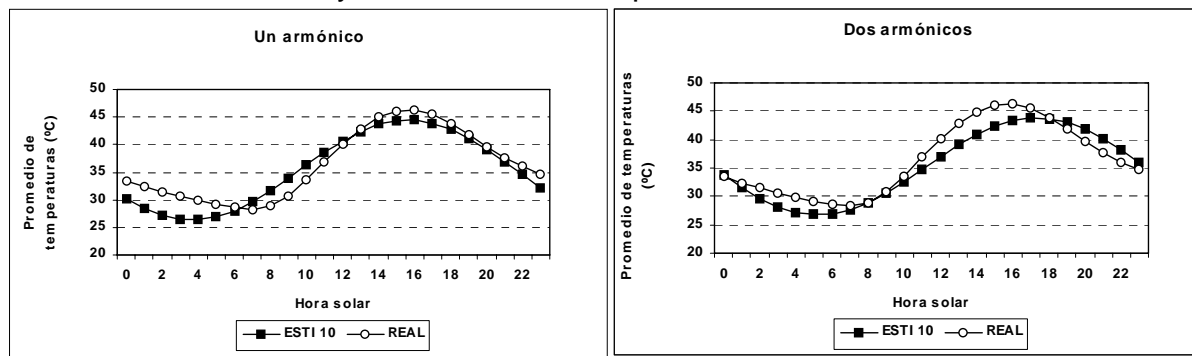 Un armónico
Promedio de
temperaturas (ºC)
50
45
40
35
30
25
20
0 2 4 6 8 10 12 14 16 18 20 22
Hora solar
ESTI 10 REAL
Dos armónicos
Promedio de temperaturas
(ºC)
50
45
40
35
30
25
20
0 2 4 6 8 10 12 14 16 18 20 22
Hora solar
ESTI 10 REAL